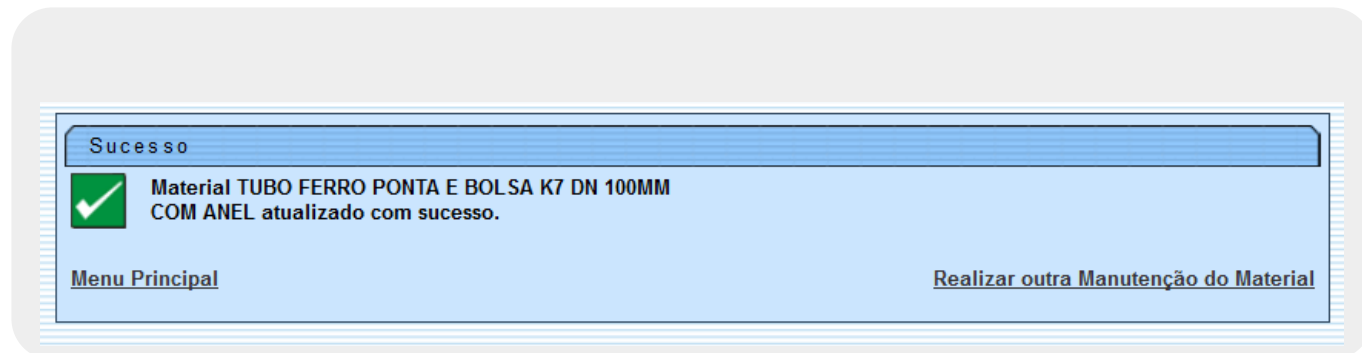 Sucesso
Material TUBO FERRO PONTA E BOLSA K7 DN 100MM
COM ANEL atualizado com sucesso.
Menu Principal
Realizar outra Manutenção do Material